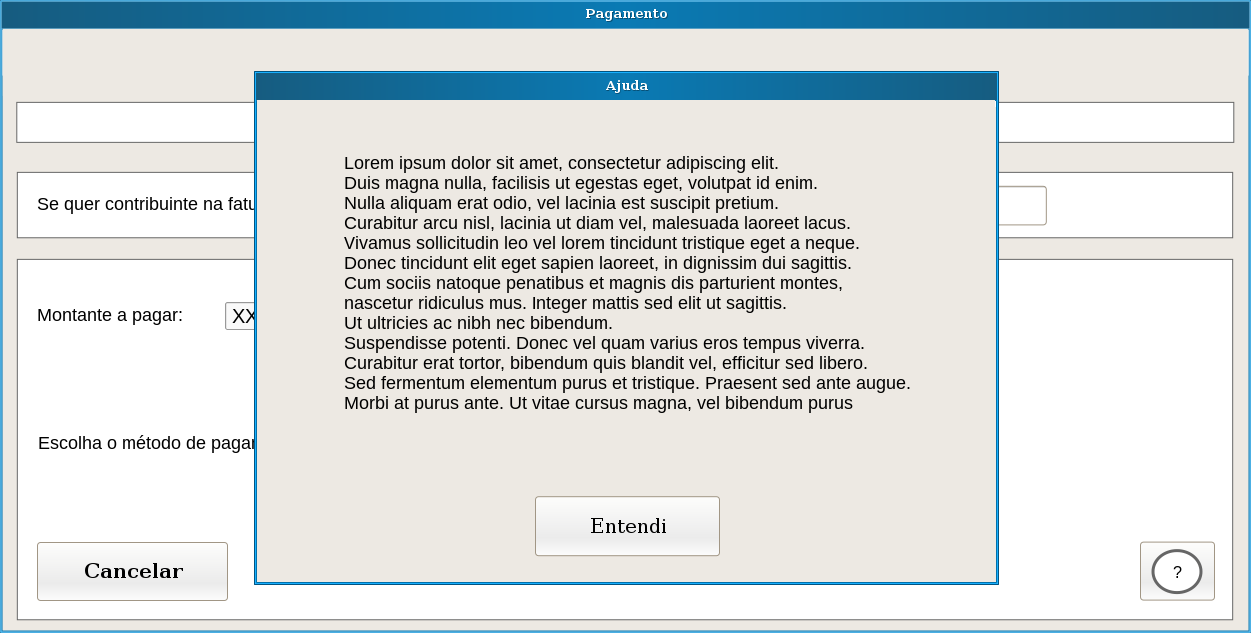 Pagamento
Ajuda
Lorem ipsum dolor sit amet, consectetur adipiscing elit.
Duis magna nulla, facilisis ut egestas eget, volutpat id enim.
Nulla aliquam erat odio, vel lacinia est suscipit pretium.
Curabitur arcu nisl, lacinia ut diam vel, malesuada laoreet lacus.
Vivamus sollicitudin leo vel lorem tincidunt tristique eget a neque.
Donec tincidunt elit eget sapien laoreet, in dignissim dui sagittis.
Cum sociis natoque penatibus et magnis dis parturient montes,
nascetur ridiculus mus. Integer mattis sed elit ut sagittis.
Ut ultricies ac nibh nec bibendum.
Suspendisse potenti. Donec vel quam varius eros tempus viverra.
Curabitur erat tortor, bibendum quis blandit vel, efficitur sed libero.
Sed fermentum elementum purus et tristique. Praesent sed ante augue.
Morbi at purus ante. Ut vitae cursus magna, vel bibendum purus
Entendi
Se quer contribuinte na fatu
Montante a pagar: XX
Escolha o método de pagar
Cancelar
?